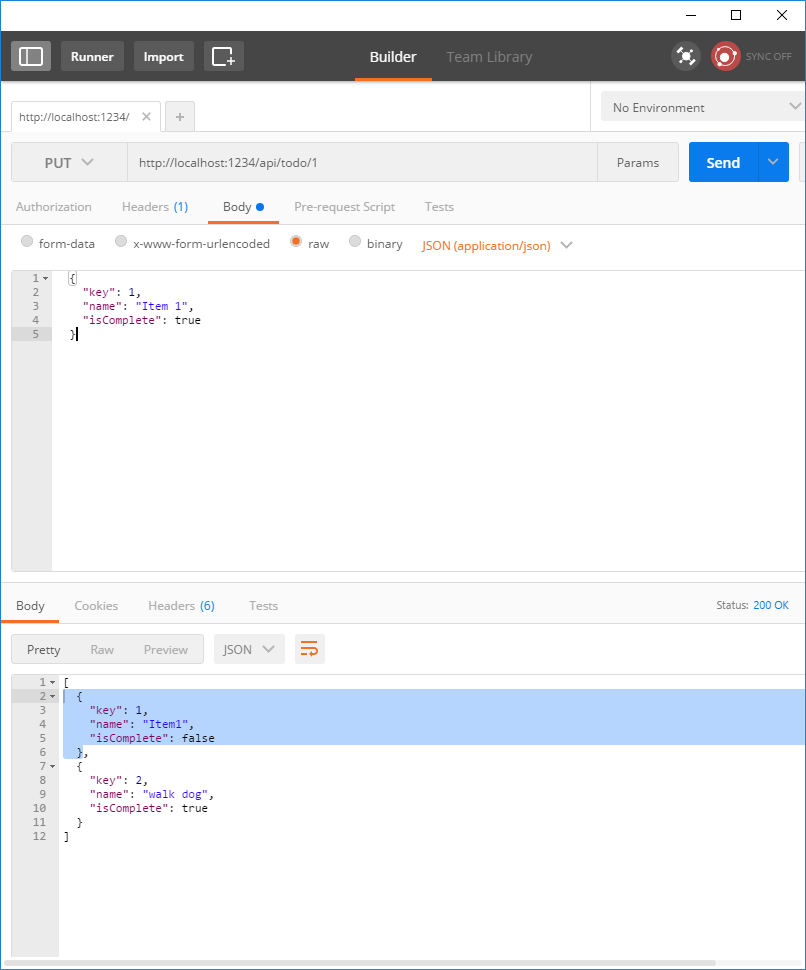 Runner Import Builder Team Library SYNC OFF
http://localhost:1234/ No Environment
PUT http://localhost:1234/api/todo/1 Params Send
Authorization Headers (1) Body Pre-request Script Tests
form-data x-www-form-urlencoded raw binary JSON (application/json)
1 {
2 "key": 1,
3 "name": "Item 1",
4 "isComplete": true
5 }
Body Cookies Headers (6) Tests Status: 200 OK
Pretty Raw Preview JSON
1 [
2 {
3 "key": 1,
4 "name": "Item1",
5 "isComplete": false
6 },
7 {
8 "key": 2,
9 "name": "walk dog",
10 "isComplete": true
11 }
12 ]